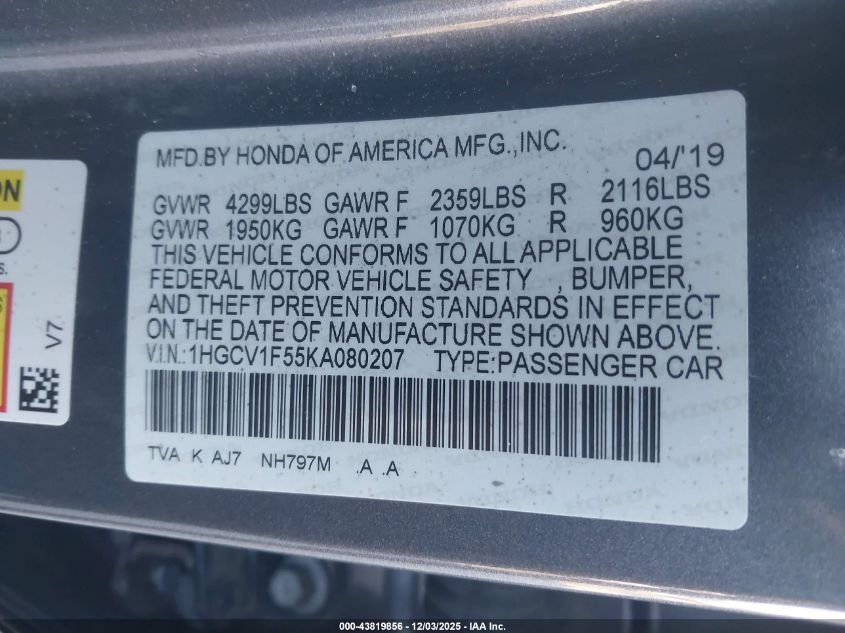 MFD.BY HONDA OF AMERICA MFG.,INC. 04/'19
GVWR 4299LBS GAWR F 2359LBS R 2116LBS
GVWR 1950KG GAWR F 1070KG R 960KG
THIS VEHICLE CONFORMS TO ALL APPLICABLE
FEDERAL MOTOR VEHICLE SAFETY , BUMPER,
AND THEFT PREVENTION STANDARDS IN EFFECT
ON THE DATE OF MANUFACTURE SHOWN ABOVE.
V.I.N.:1HGCV1F55KA080207 TYPE:PASSENGER CAR
TVA K AJ7 NH797M .A .A
V7
000-43819856 - 12/03/2025 - IAA Inc.